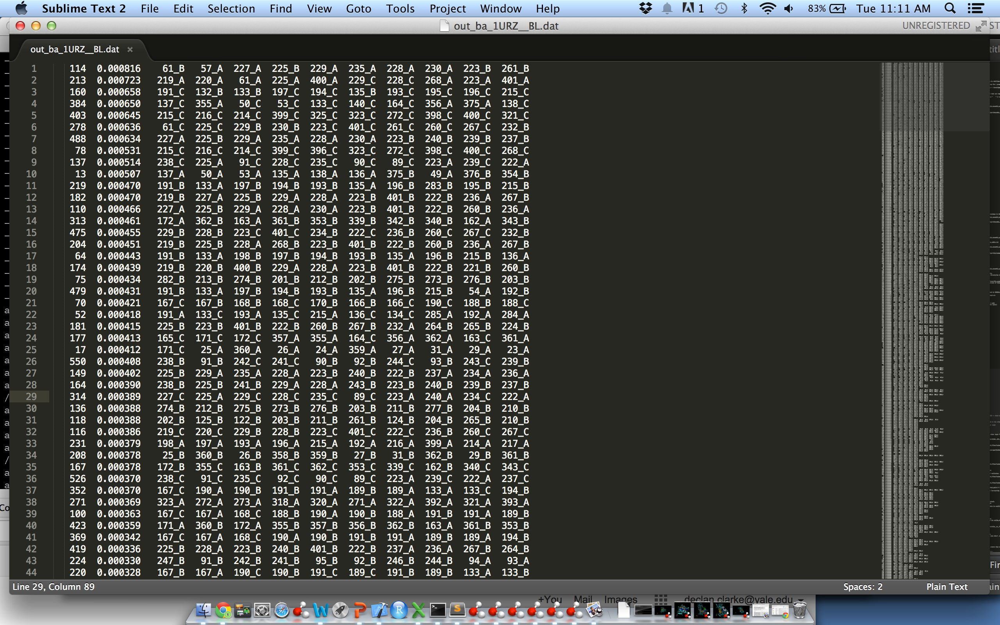 Sublime Text 2 File Edit Selection Find View Goto Tools Project Window Help 1 83% Tue 11:11 AM
out_ba_1URZ__BL.dat UNREGISTERED
out_ba_1URZ__BL.dat
1 114 0.000816 61_B 57_A 227_A 225_B 229_A 235_A 228_A 230_A 223_B 261_B
2 213 0.000723 219_A 220_A 61_A 225_A 400_A 229_C 228_C 268_A 223_A 401_A
3 160 0.000658 191_C 132_B 133_B 197_C 194_C 135_B 193_C 195_C 196_C 215_C
4 384 0.000650 137_C 355_A 50_C 53_C 133_C 140_C 164_C 356_A 375_A 138_C
5 403 0.000645 215_C 216_C 214_C 399_C 325_C 323_C 272_C 398_C 400_C 321_C
6 278 0.000636 61_C 225_C 229_B 230_B 223_C 401_C 261_C 260_C 267_C 232_B
7 488 0.000634 227_A 225_B 229_A 235_A 228_A 230_A 223_B 240_B 239_B 237_B
8 78 0.000531 215_C 216_C 214_C 399_C 396_C 323_C 272_C 398_C 400_C 268_C
9 137 0.000514 238_C 225_A 91_C 228_C 235_C 90_C 89_C 223_A 239_C 222_A
10 13 0.000507 137_A 50_A 53_A 135_A 138_A 136_A 375_B 49_A 376_B 354_B
11 219 0.000470 191_B 133_A 197_B 194_B 193_B 135_A 196_B 283_B 195_B 215_B
12 182 0.000470 219_B 227_A 225_B 229_A 228_A 223_B 401_B 222_B 236_A 267_B
13 110 0.000466 227_A 225_B 229_A 228_A 230_A 223_B 401_B 222_B 260_B 236_A
14 313 0.000461 172_A 362_B 163_A 361_B 353_B 339_B 342_B 340_B 162_A 343_B
15 475 0.000455 229_B 228_B 223_C 401_C 234_B 222_C 236_B 260_C 267_C 232_B
16 204 0.000451 219_B 225_B 228_A 268_B 223_B 401_B 222_B 260_B 236_A 267_B
17 64 0.000443 191_B 133_A 198_B 197_B 194_B 193_B 135_A 196_B 215_B 136_A
18 174 0.000439 219_B 220_B 400_B 229_A 228_A 223_B 401_B 222_B 221_B 260_B
19 75 0.000434 282_B 213_B 274_B 201_B 212_B 202_B 275_B 273_B 276_B 203_B
20 479 0.000431 191_B 133_A 197_B 194_B 193_B 135_A 196_B 215_B 54_A 192_B
21 70 0.000421 167_C 167_B 168_B 168_C 170_B 166_B 166_C 190_C 188_B 188_C
22 52 0.000418 191_A 133_C 193_A 135_C 215_A 136_C 134_C 285_A 192_A 284_A
23 181 0.000415 225_B 223_B 401_B 222_B 260_B 267_B 232_A 264_B 265_B 224_B
24 177 0.000413 165_C 171_C 172_C 357_A 355_A 164_C 356_A 362_A 163_C 361_A
25 17 0.000412 171_C 25_A 360_A 26_A 24_A 359_A 27_A 31_A 29_A 23_A
26 550 0.000408 238_B 91_B 242_C 241_C 90_B 92_B 244_C 93_B 243_C 239_B
27 149 0.000402 225_B 229_A 235_A 228_A 223_B 240_B 222_B 237_A 234_A 236_A
28 164 0.000390 238_B 225_B 241_B 229_A 228_A 243_B 223_B 240_B 239_B 237_B
29 314 0.000389 227_C 225_A 229_C 228_C 235_C 89_C 223_A 240_A 234_C 222_A
30 136 0.000388 274_B 212_B 275_B 273_B 276_B 203_B 211_B 277_B 204_B 210_B
31 118 0.000388 202_B 125_B 122_B 203_B 211_B 261_B 124_B 204_B 265_B 210_B
32 116 0.000386 219_C 220_C 229_B 228_B 223_C 401_C 222_C 236_B 260_C 267_C
33 231 0.000379 198_A 197_A 193_A 196_A 215_A 192_A 216_A 399_A 214_A 217_A
34 208 0.000378 25_B 360_B 26_B 358_B 359_B 27_B 31_B 362_B 29_B 361_B
35 167 0.000378 172_B 355_C 163_B 361_C 362_C 353_C 339_C 162_B 340_C 343_C
36 526 0.000370 238_C 91_C 235_C 92_C 90_C 89_C 223_A 239_C 222_A 237_C
37 352 0.000370 167_C 190_A 190_B 191_B 191_A 189_B 189_A 133_A 133_C 194_B
38 271 0.000369 323_A 272_A 273_A 318_A 320_A 271_A 322_A 392_A 321_A 393_A
39 100 0.000363 167_C 167_A 168_C 188_B 190_A 190_B 188_A 191_B 191_A 189_B
40 423 0.000359 171_A 360_B 172_A 355_B 357_B 356_B 362_B 163_A 361_B 353_B
41 369 0.000342 167_C 167_A 168_C 190_A 190_B 191_B 191_A 189_B 189_A 194_B
42 419 0.000336 225_B 228_A 223_B 240_B 401_B 222_B 237_A 236_A 267_B 264_B
43 224 0.000330 247_B 91_B 242_B 241_B 95_B 92_B 246_B 244_B 94_A 93_A
44 220 0.000328 167_B 167_A 190_C 190_B 191_C 189_C 191_B 189_B 133_A 133_B
Line 29, Column 89 Spaces: 2 Plain Text
+You Mail Images declan.clarke@yale.edu